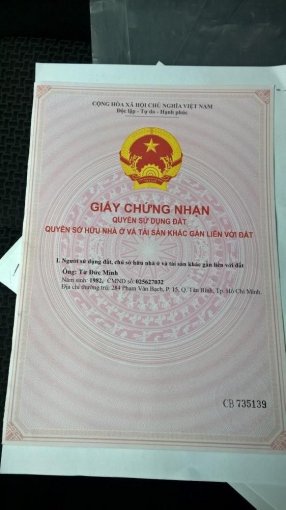 CỘNG HÒA XÃ HỘI CHỦ NGHĨA VIỆT NAM
Độc lập - Tự do - Hạnh phúc
GIẤY CHỨNG NHẬN
QUYỀN SỬ DỤNG ĐẤT
QUYỀN SỞ HỮU NHÀ Ở VÀ TÀI SẢN KHÁC GẮN LIỀN VỚI ĐẤT
I. Người sử dụng đất, chủ sở hữu nhà ở và tài sản khác gắn liền với đất
Ông: Từ Đức Minh
Năm sinh: 1982, CMND số: 025627032
Địa chỉ thường trú: 284 Phạm Văn Bạch, P. 15, Q. Tân Bình, Tp. Hồ Chí Minh.
CB 735139